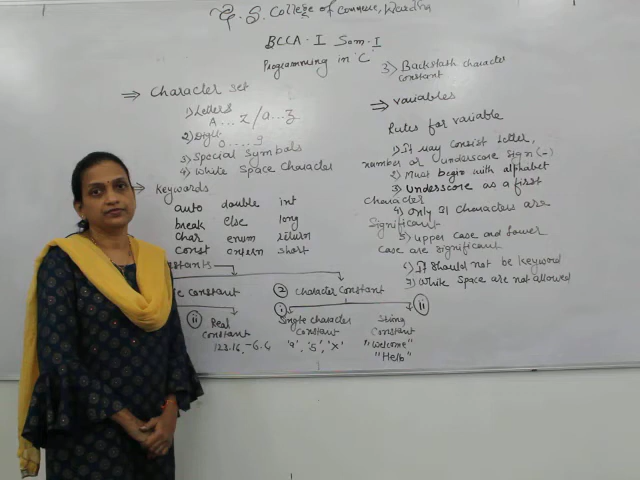 G. S. College of Commerce, Wardha
BCCA-I Sem-I
Programming in 'C'
⇒ Character set
1) Letters
A...Z / a...z
2) Digit
0....9
3) Special Symbols
4) White Space Character
⇒ Keywords
auto double int
break else long
char enum return
const extern short
stants
ic constant ② Character Constant
ⓘⓘ Real Constant
123.16, -6.4
ⓘ Single Character Constant
'9', '5', 'x'
ⓘⓘ String Constant
"Welcome"
"Hello"
3) Backslash character
constant
⇒ Variables
Rules for variable
1) It may consist letter,
number or underscore sign (-)
2) Must begin with alphabet
3) Underscore as a first
character
4) Only 31 characters are
significant
5) Upper case and lower
case are significant
6) It should not be keyword
7) White Space are not allowed